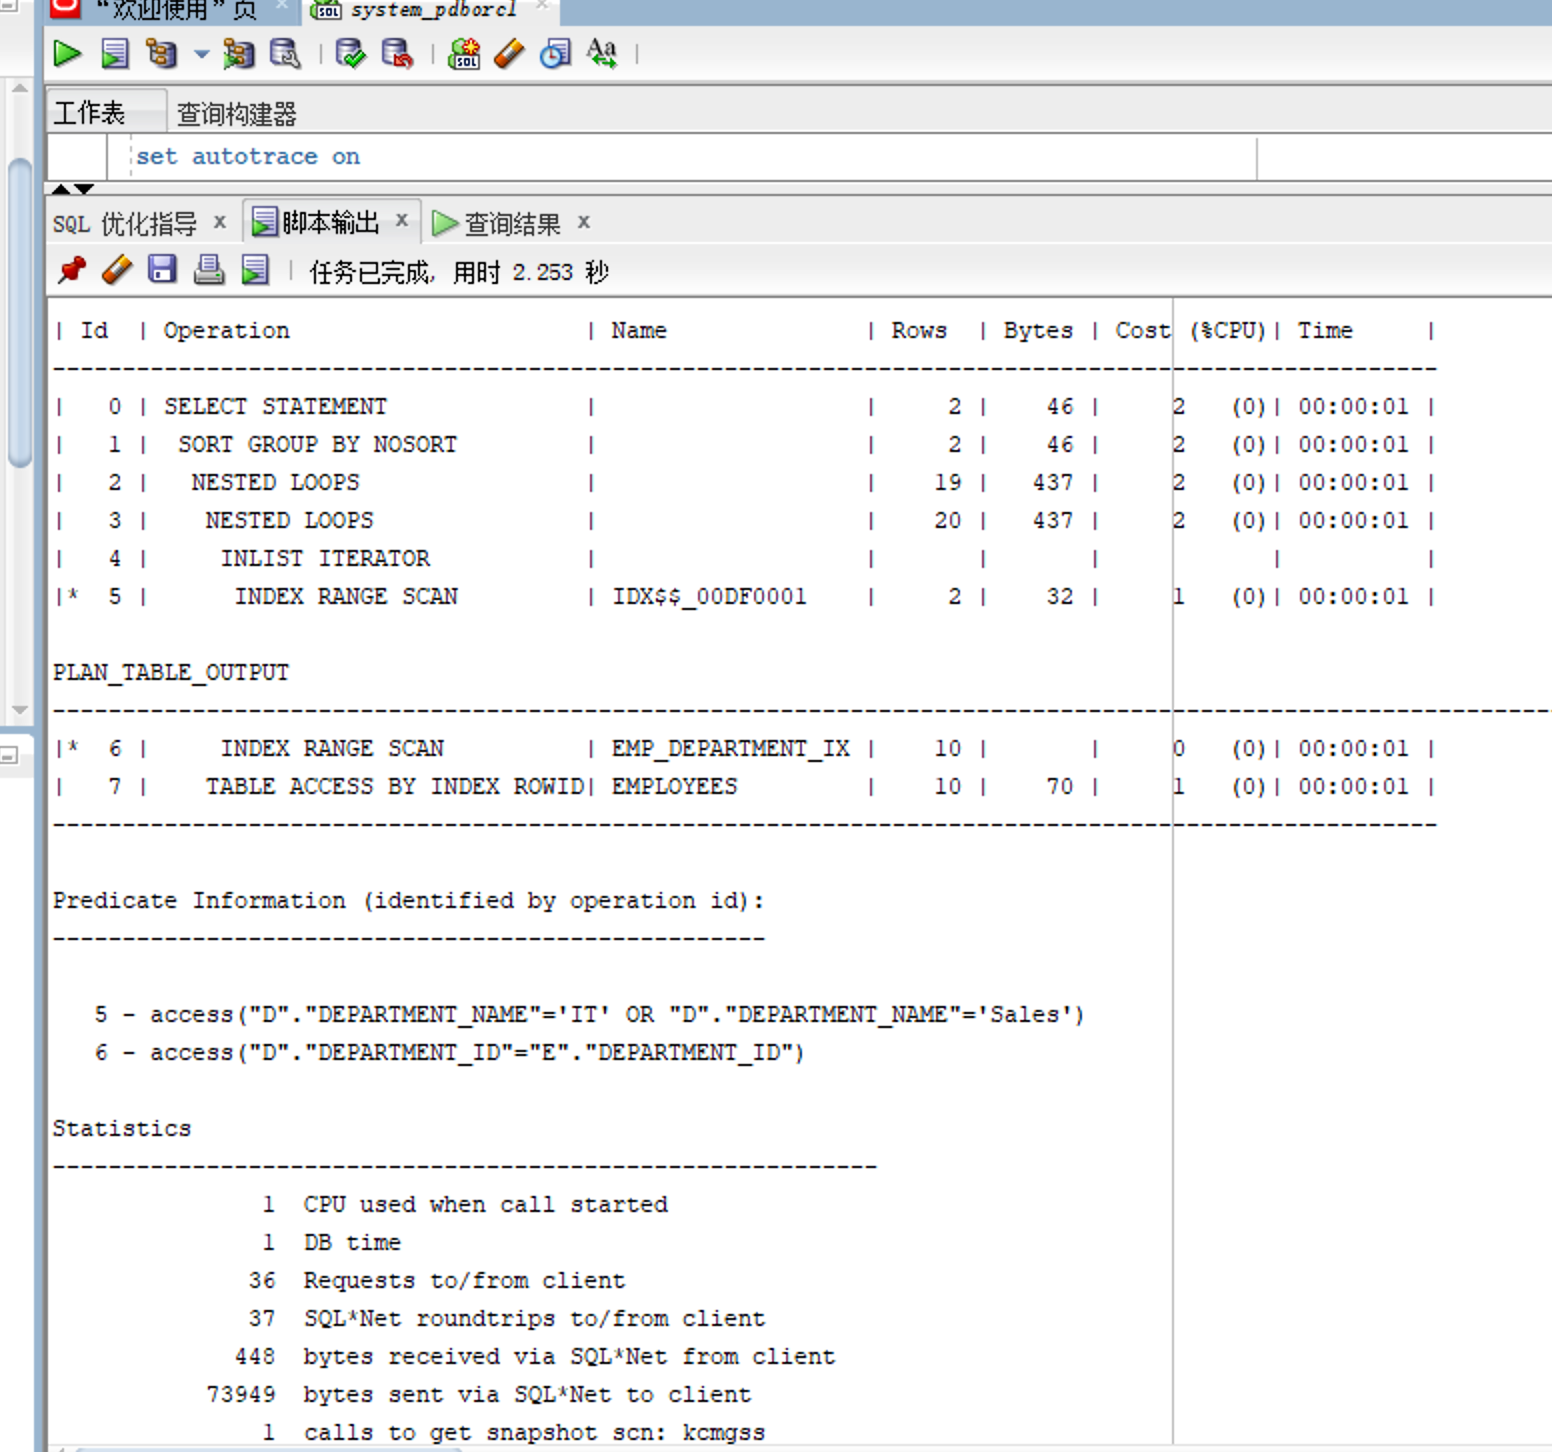 “欢迎使用”页 system_pdborcl
工作表 查询构建器
set autotrace on
SQL 优化指导 脚本输出 查询结果
任务已完成, 用时 2.253 秒
| Id  | Operation                     | Name              | Rows  | Bytes | Cost (%CPU)| Time     |
---------------------------------------------------------------------------------------------------
|   0 | SELECT STATEMENT              |                   |     2 |    46 |     2   (0)| 00:00:01 |
|   1 |  SORT GROUP BY NOSORT         |                   |     2 |    46 |     2   (0)| 00:00:01 |
|   2 |   NESTED LOOPS                |                   |    19 |   437 |     2   (0)| 00:00:01 |
|   3 |    NESTED LOOPS               |                   |    20 |   437 |     2   (0)| 00:00:01 |
|   4 |     INLIST ITERATOR           |                   |       |       |            |          |
|*  5 |      INDEX RANGE SCAN         | IDX$$_00DF0001    |     2 |    32 |     1   (0)| 00:00:01 |
PLAN_TABLE_OUTPUT
---------------------------------------------------------------------------------------------------
|*  6 |     INDEX RANGE SCAN          | EMP_DEPARTMENT_IX |    10 |       |     0   (0)| 00:00:01 |
|   7 |    TABLE ACCESS BY INDEX ROWID| EMPLOYEES         |    10 |    70 |     1   (0)| 00:00:01 |
---------------------------------------------------------------------------------------------------
Predicate Information (identified by operation id):
---------------------------------------------------
5 - access("D"."DEPARTMENT_NAME"='IT' OR "D"."DEPARTMENT_NAME"='Sales')
6 - access("D"."DEPARTMENT_ID"="E"."DEPARTMENT_ID")
Statistics
-----------------------------------------------------------
1 CPU used when call started
1 DB time
36 Requests to/from client
37 SQL*Net roundtrips to/from client
448 bytes received via SQL*Net from client
73949 bytes sent via SQL*Net to client
1 calls to get snapshot scn: kcmgss